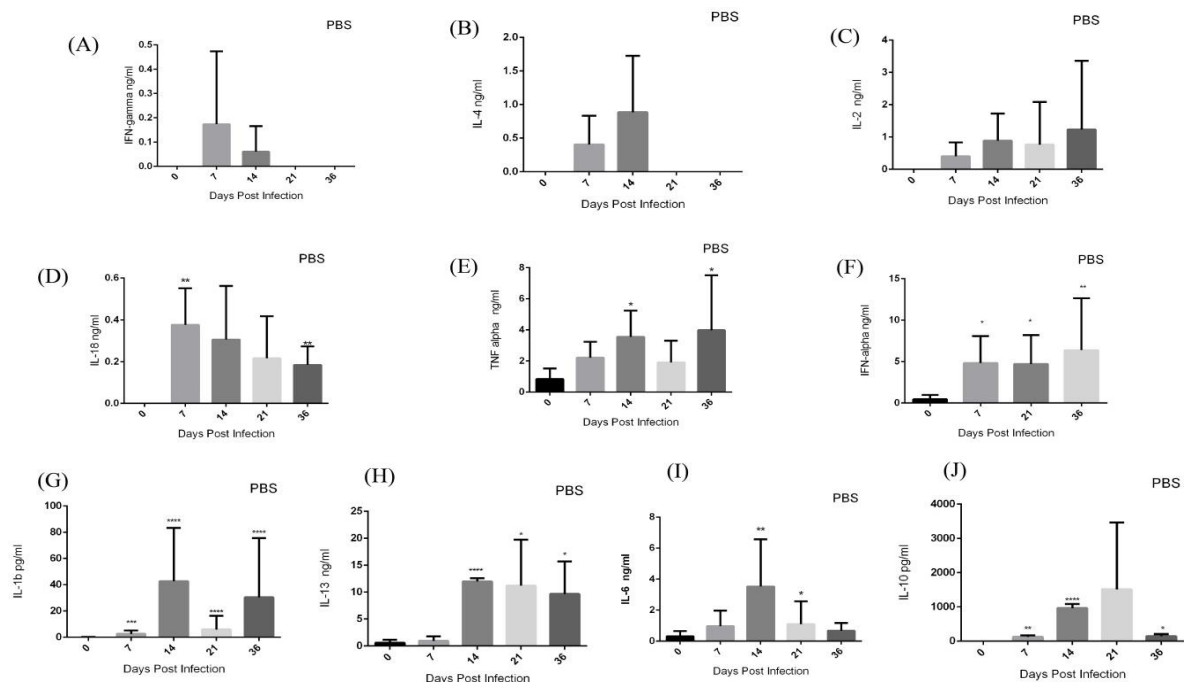 (A)
PBS
IFN-gamma ng/ml
0.5
0.4
0.3
0.2
0.1
0.0
0 7 14 21 36
Days Post Infection
(B)
PBS
IL-4 ng/ml
2.0
1.5
1.0
0.5
0.0
0 7 14 21 36
Days Post Infection
(C)
PBS
IL-2 ng/ml
4
3
2
1
0
0 7 14 21 36
Days Post Infection
(D)
PBS
IL-18 ng/ml
0.6
0.4
0.2
0.0
** **
0 7 14 21 36
Days Post Infection
(E)
PBS
TNF alpha ng/ml
8
6
4
2
0
* *
0 7 14 21 36
Days Post Infection
(F)
PBS
IFN-alpha ng/ml
15
10
5
0
* * **
0 7 21 36
Days Post Infection
(G)
PBS
IL-1b pg/ml
100
80
60
40
20
0
*** **** **** ****
0 7 14 21 36
Days Post Infection
(H)
PBS
IL-13 ng/ml
25
20
15
10
5
0
**** * *
0 7 14 21 36
Days Post Infection
(I)
PBS
IL-6 ng/ml
8
6
4
2
0
** *
0 7 14 21 36
Days Post Infection
(J)
PBS
IL-10 pg/ml
4000
3000
2000
1000
0
** **** *
0 7 14 21 36
Days Post Infection